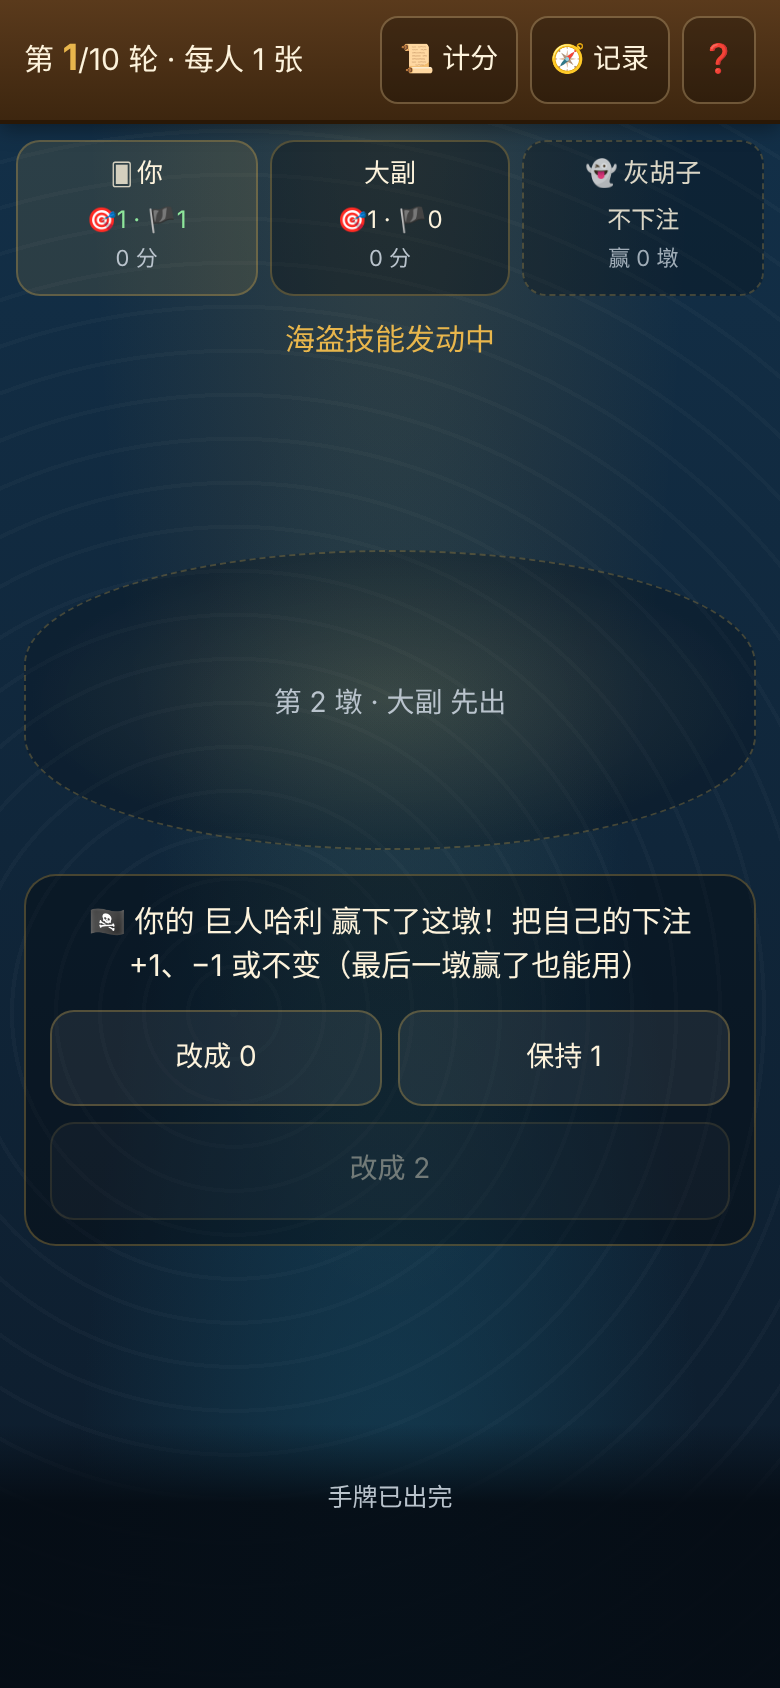 第 1/10 轮 · 每人 1 张
📜 计分
🧭 记录
❓
🂠 你
🎯1 · 🏴1
0 分
大副
🎯1 · 🏴0
0 分
👻 灰胡子
不下注
赢 0 墩
海盗技能发动中
第 2 墩 · 大副 先出
🏴‍☠️ 你的 巨人哈利 赢下了这墩！把自己的下注
+1、−1 或不变（最后一墩赢了也能用）
改成 0
保持 1
改成 2
手牌已出完